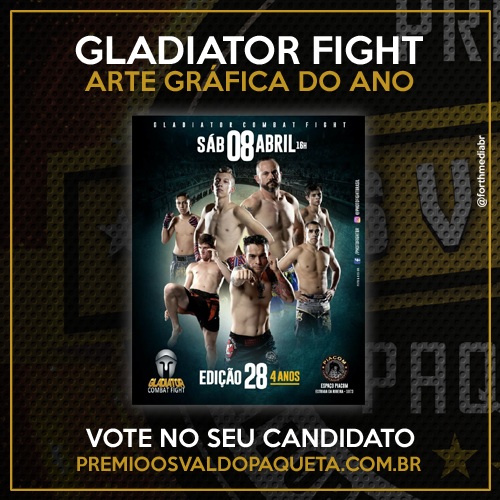 GLADIATOR FIGHT
ARTE GRÁFICA DO ANO
GLADIATOR COMBAT FIGHT
SÁB 08 ABRIL 16H
@forthmediabr
EDIÇÃO 28 4 ANOS
GLADIATOR
COMBAT FIGHT
PIACOM
ESPAÇO PIACOM
VOTE NO SEU CANDIDATO
PREMIOOSVALDOPAQUETA.COM.BR